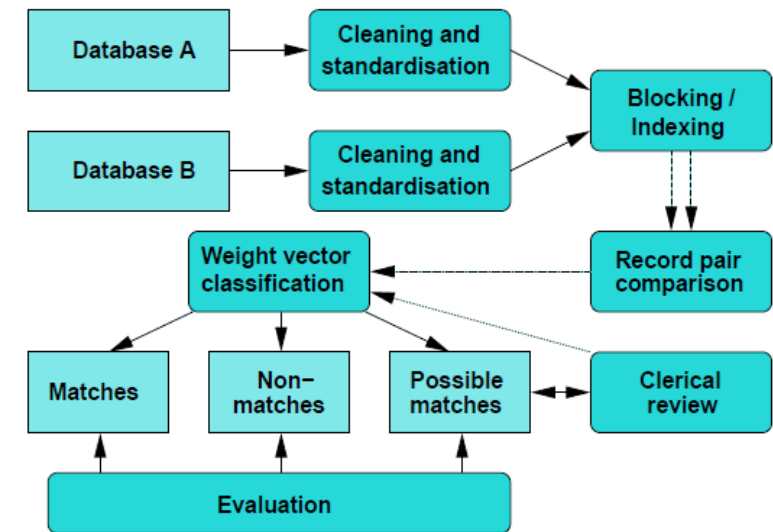 Database A
Cleaning and
standardisation
Blocking /
Indexing
Database B
Cleaning and
standardisation
Weight vector
classification
Record pair
comparison
Matches
Non−
matches
Possible
matches
Clerical
review
Evaluation